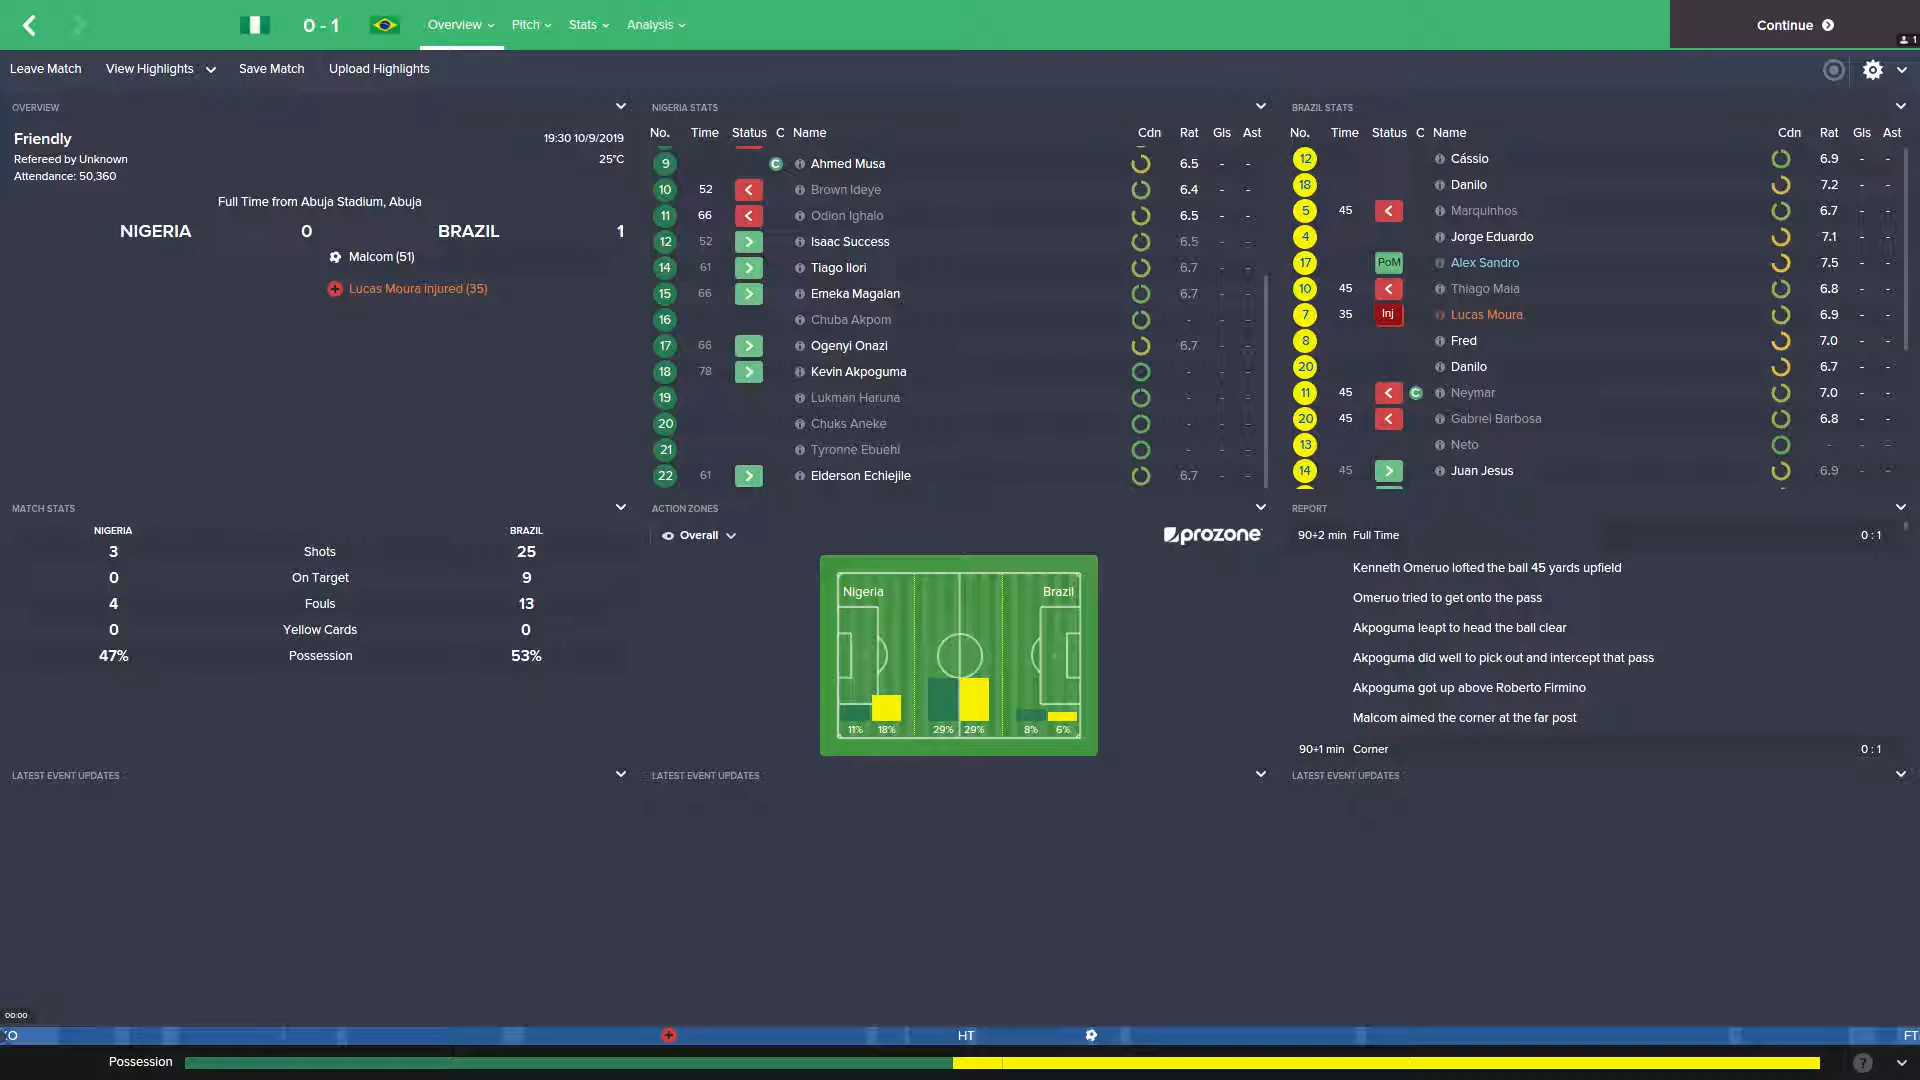 0 - 1 Overview Pitch Stats Analysis Continue 1
Leave Match View Highlights Save Match Upload Highlights
OVERVIEW
Friendly 19:30 10/9/2019
Refereed by Unknown 25°C
Attendance: 50,360
Full Time from Abuja Stadium, Abuja
NIGERIA 0 BRAZIL 1
Malcom (51)
Lucas Moura injured (35)
NIGERIA STATS
No. Time Status C Name Cdn Rat Gls Ast
9 C Ahmed Musa 6.5 - -
10 52 < Brown Ideye 6.4 - -
11 66 < Odion Ighalo 6.5 - -
12 52 > Isaac Success 6.5 - -
14 61 > Tiago Ilori 6.7 - -
15 66 > Emeka Magalan 6.7 - -
16 Chuba Akpom - - -
17 66 > Ogenyi Onazi 6.7 - -
18 78 > Kevin Akpoguma - - -
19 Lukman Haruna - - -
20 Chuks Aneke - - -
21 Tyronne Ebuehi - - -
22 61 > Elderson Echiejile 6.7 - -
BRAZIL STATS
No. Time Status C Name Cdn Rat Gls Ast
12 Cássio 6.9 - -
18 Danilo 7.2 - -
5 45 < Marquinhos 6.7 - -
4 Jorge Eduardo 7.1 - -
17 PoM Alex Sandro 7.5 - -
10 45 < Thiago Maia 6.8 - -
7 35 Inj Lucas Moura 6.9 - -
8 Fred 7.0 - -
20 Danilo 6.7 - -
11 45 < C Neymar 7.0 - -
20 45 < Gabriel Barbosa 6.8 - -
13 Neto - - -
14 45 > Juan Jesus 6.9 - -
MATCH STATS
NIGERIA BRAZIL
3 Shots 25
0 On Target 9
4 Fouls 13
0 Yellow Cards 0
47% Possession 53%
ACTION ZONES
Overall prozone
Nigeria Brazil
11% 18% 29% 29% 8% 6%
REPORT
90+2 min Full Time 0 : 1
Kenneth Omeruo lofted the ball 45 yards upfield
Omeruo tried to get onto the pass
Akpoguma leapt to head the ball clear
Akpoguma did well to pick out and intercept that pass
Akpoguma got up above Roberto Firmino
Malcom aimed the corner at the far post
90+1 min Corner 0 : 1
LATEST EVENT UPDATES LATEST EVENT UPDATES LATEST EVENT UPDATES
00:00
HT FT
Possession ?